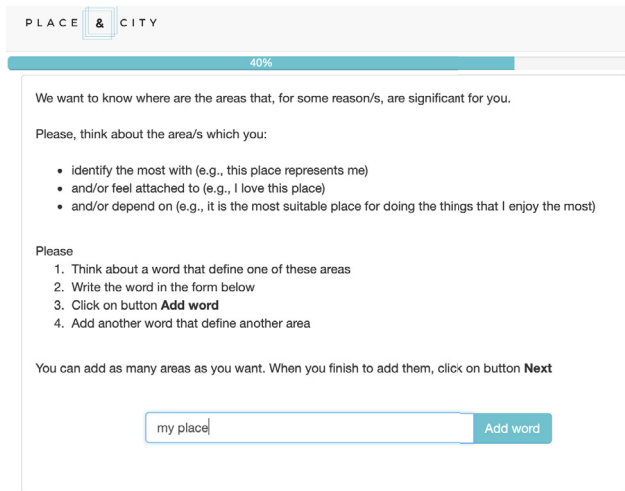 PLACE & CITY
40%
We want to know where are the areas that, for some reason/s, are significant for you.
Please, think about the area/s which you:
• identify the most with (e.g., this place represents me)
• and/or feel attached to (e.g., I love this place)
• and/or depend on (e.g., it is the most suitable place for doing the things that I enjoy the most)
Please
1. Think about a word that define one of these areas
2. Write the word in the form below
3. Click on button Add word
4. Add another word that define another area
You can add as many areas as you want. When you finish to add them, click on button Next
my place Add word